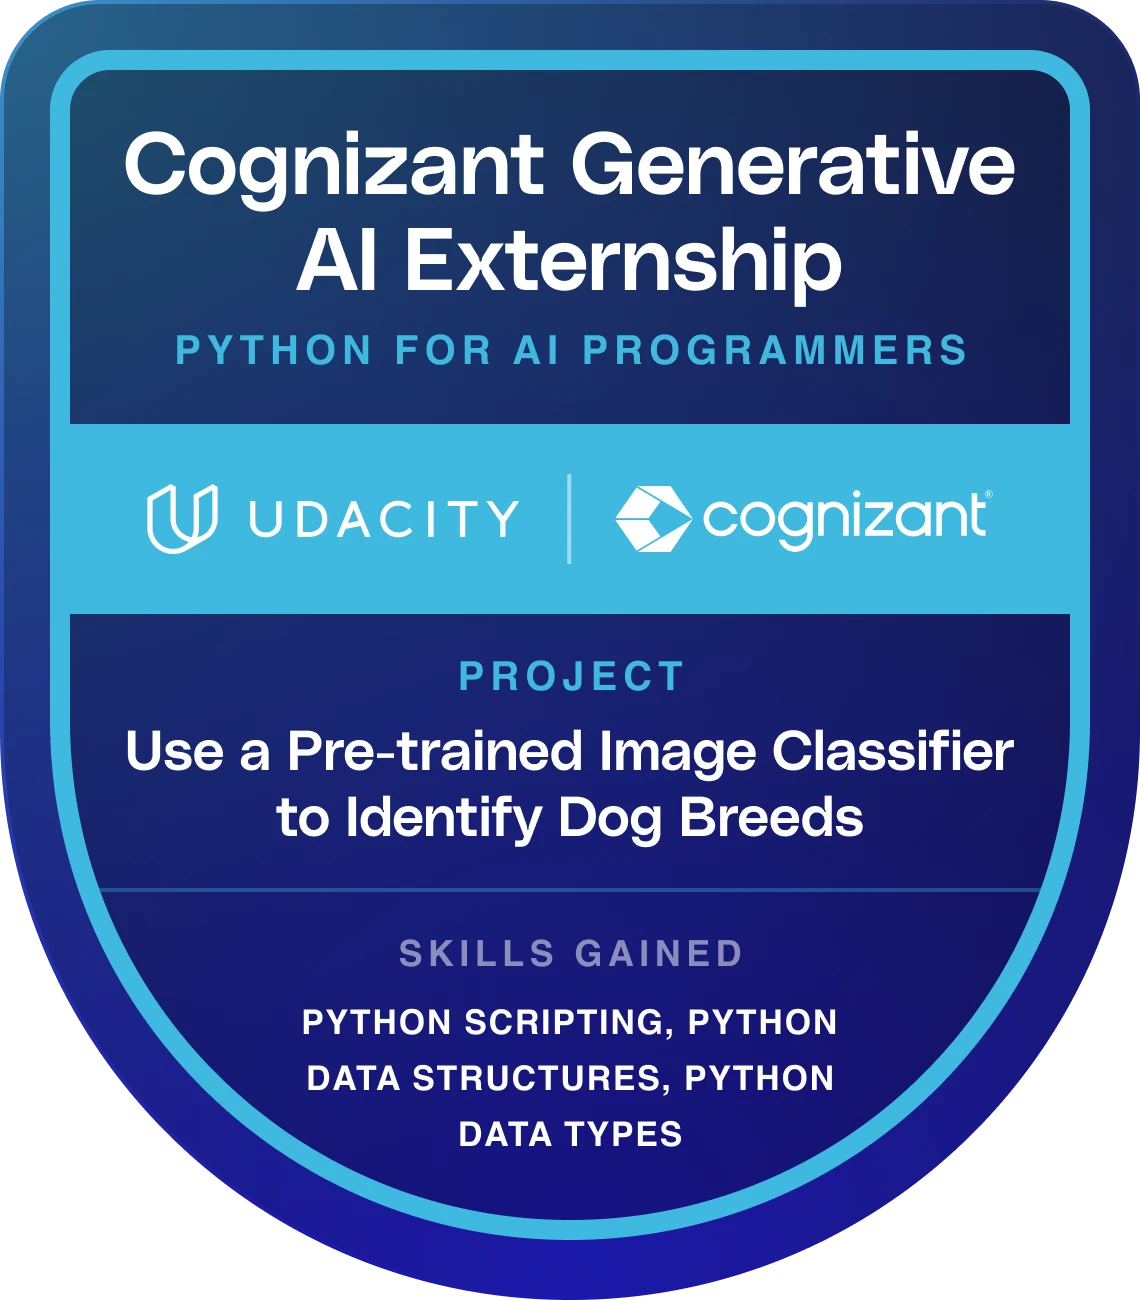 Cognizant Generative
AI Externship
PYTHON FOR AI PROGRAMMERS
UDACITY
cognizant®
PROJECT
Use a Pre-trained Image Classifier
to Identify Dog Breeds
SKILLS GAINED
PYTHON SCRIPTING, PYTHON
DATA STRUCTURES, PYTHON
DATA TYPES